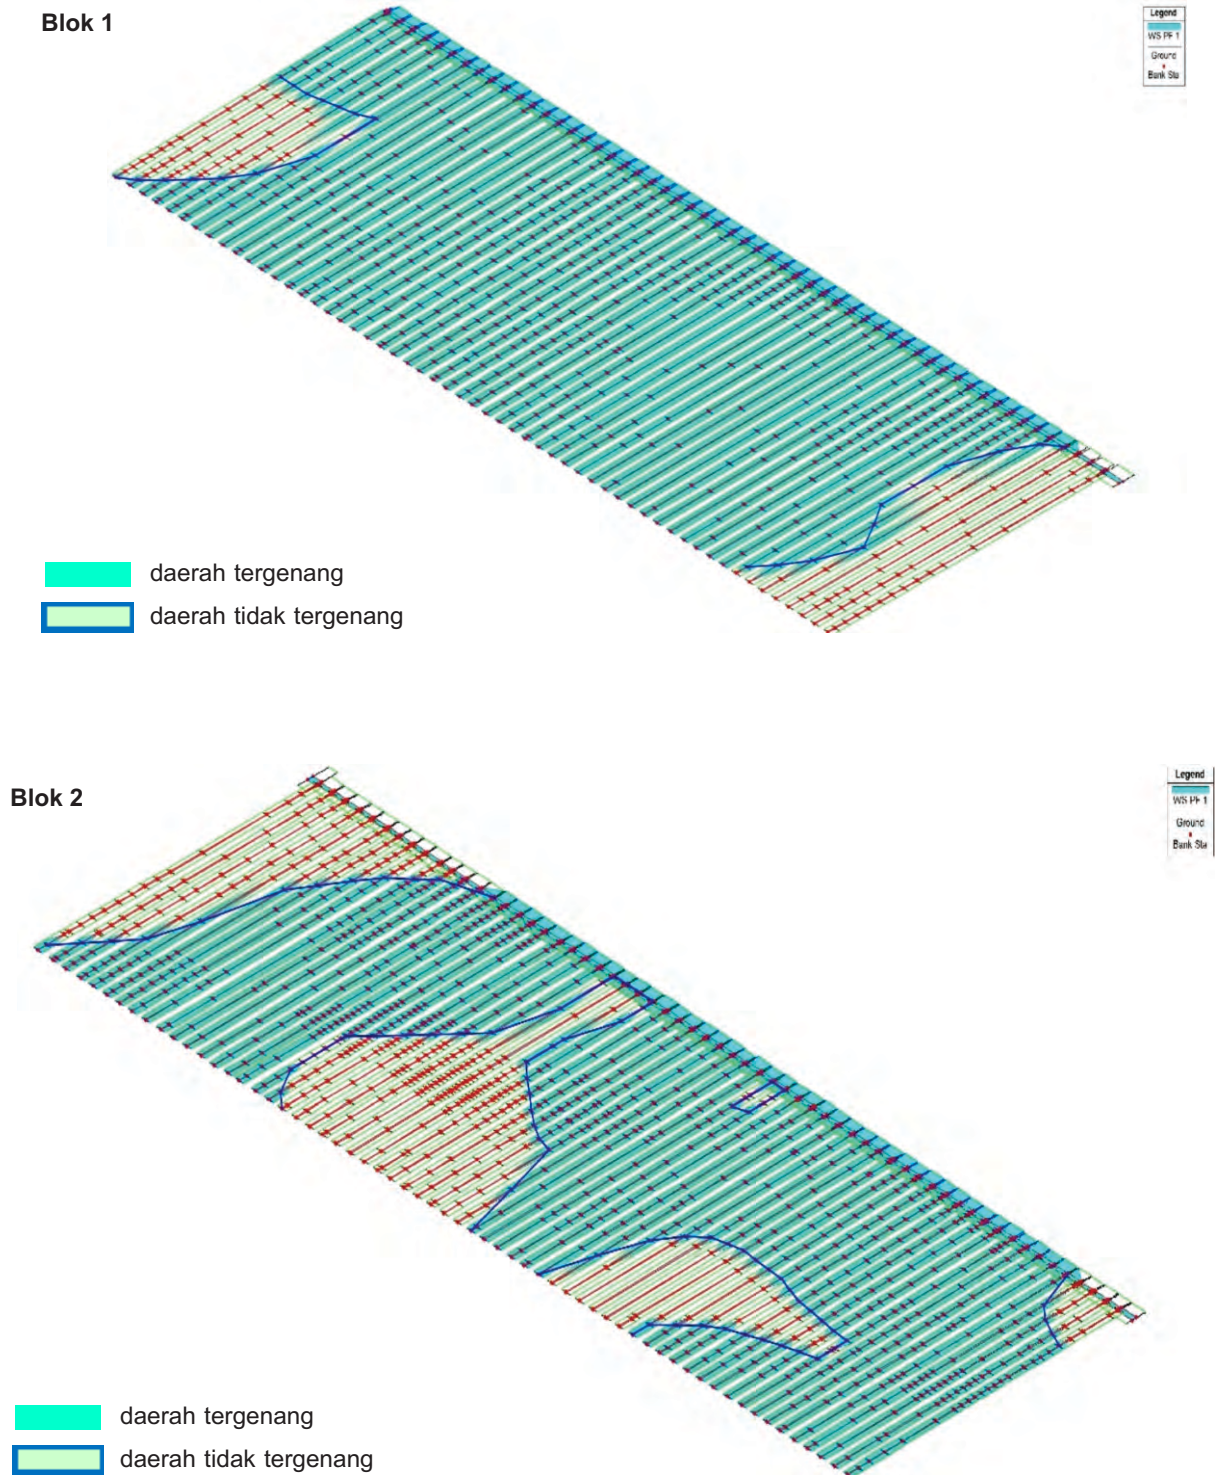 Blok 1
Legend
WS PF 1
Ground
Bank Sta
daerah tergenang
daerah tidak tergenang
Blok 2
Legend
WS PF 1
Ground
Bank Sta
daerah tergenang
daerah tidak tergenang